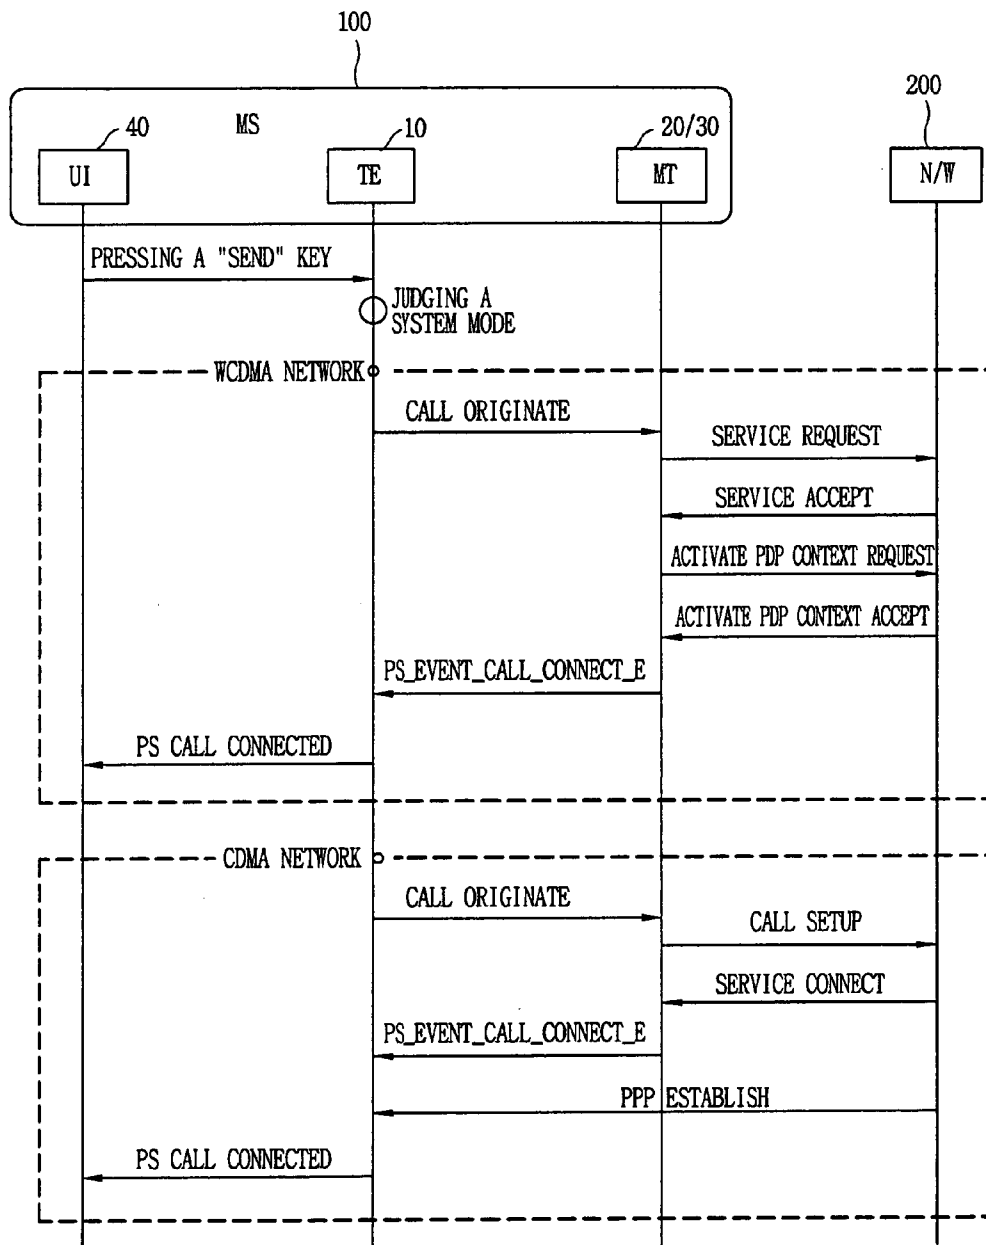 100
200
MS
40
10
20/30
UI
TE
MT
N/W
PRESSING A "SEND" KEY
JUDGING A
SYSTEM MODE
WCDMA NETWORK
CALL ORIGINATE
SERVICE REQUEST
SERVICE ACCEPT
ACTIVATE PDP CONTEXT REQUEST
ACTIVATE PDP CONTEXT ACCEPT
PS_EVENT_CALL_CONNECT_E
PS CALL CONNECTED
CDMA NETWORK
CALL ORIGINATE
CALL SETUP
SERVICE CONNECT
PS_EVENT_CALL_CONNECT_E
PPP ESTABLISH
PS CALL CONNECTED